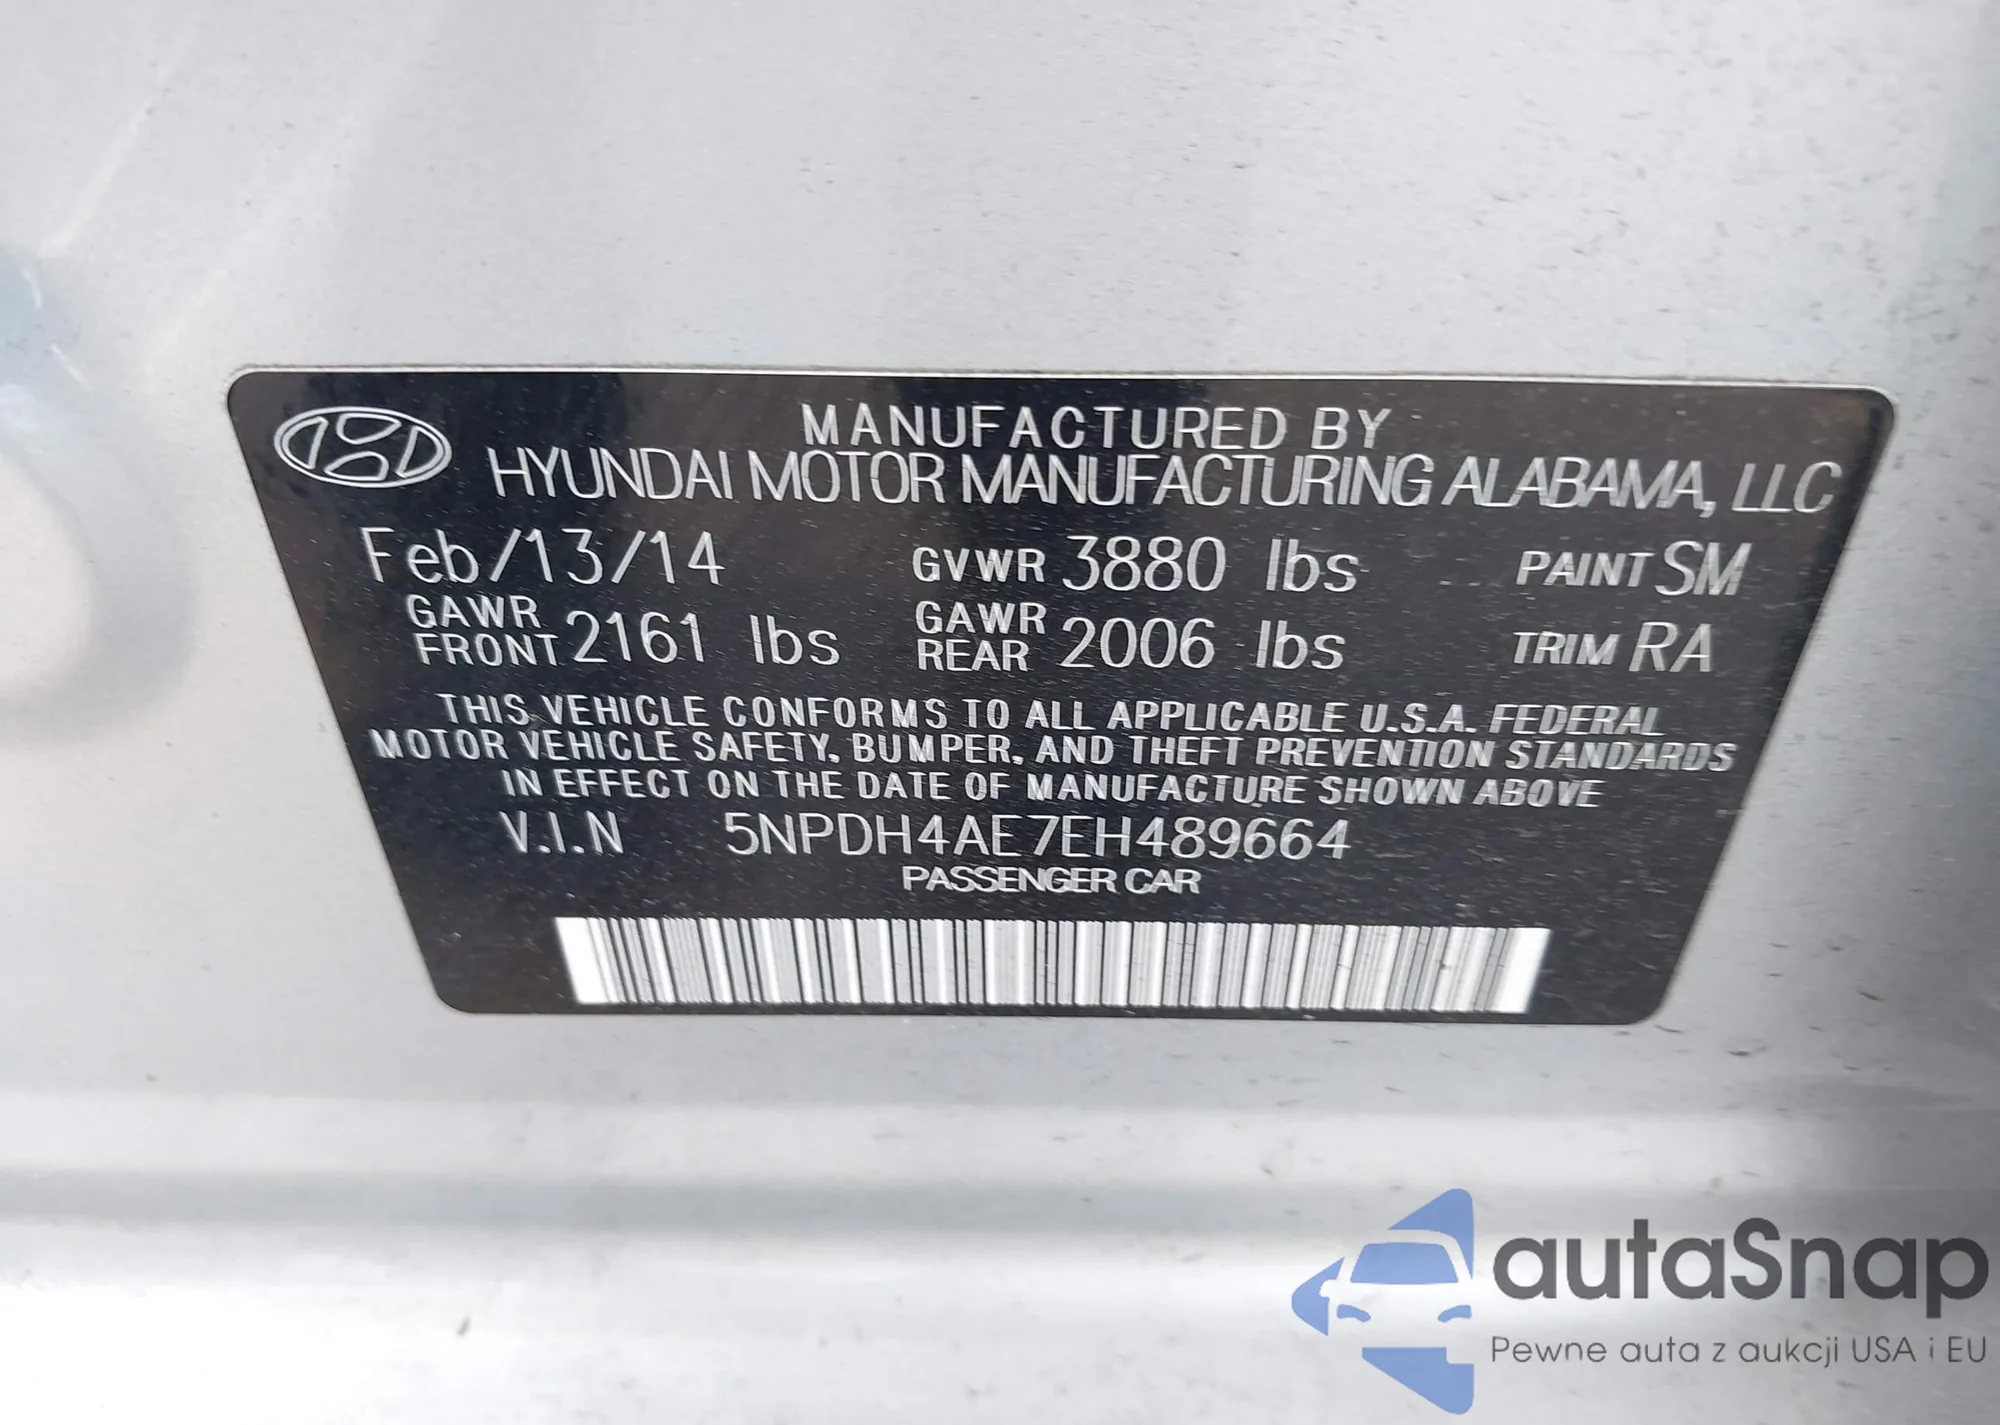 MANUFACTURED BY
HYUNDAI MOTOR MANUFACTURING ALABAMA, LLC
Feb/13/14 GVWR 3880 lbs PAINT SM
GAWR FRONT 2161 lbs GAWR REAR 2006 lbs TRIM RA
THIS VEHICLE CONFORMS TO ALL APPLICABLE U.S.A. FEDERAL
MOTOR VEHICLE SAFETY, BUMPER, AND THEFT PREVENTION STANDARDS
IN EFFECT ON THE DATE OF MANUFACTURE SHOWN ABOVE
V.I.N 5NPDH4AE7EH489664
PASSENGER CAR
autaSnap
Pewne auta z aukcji USA i EU